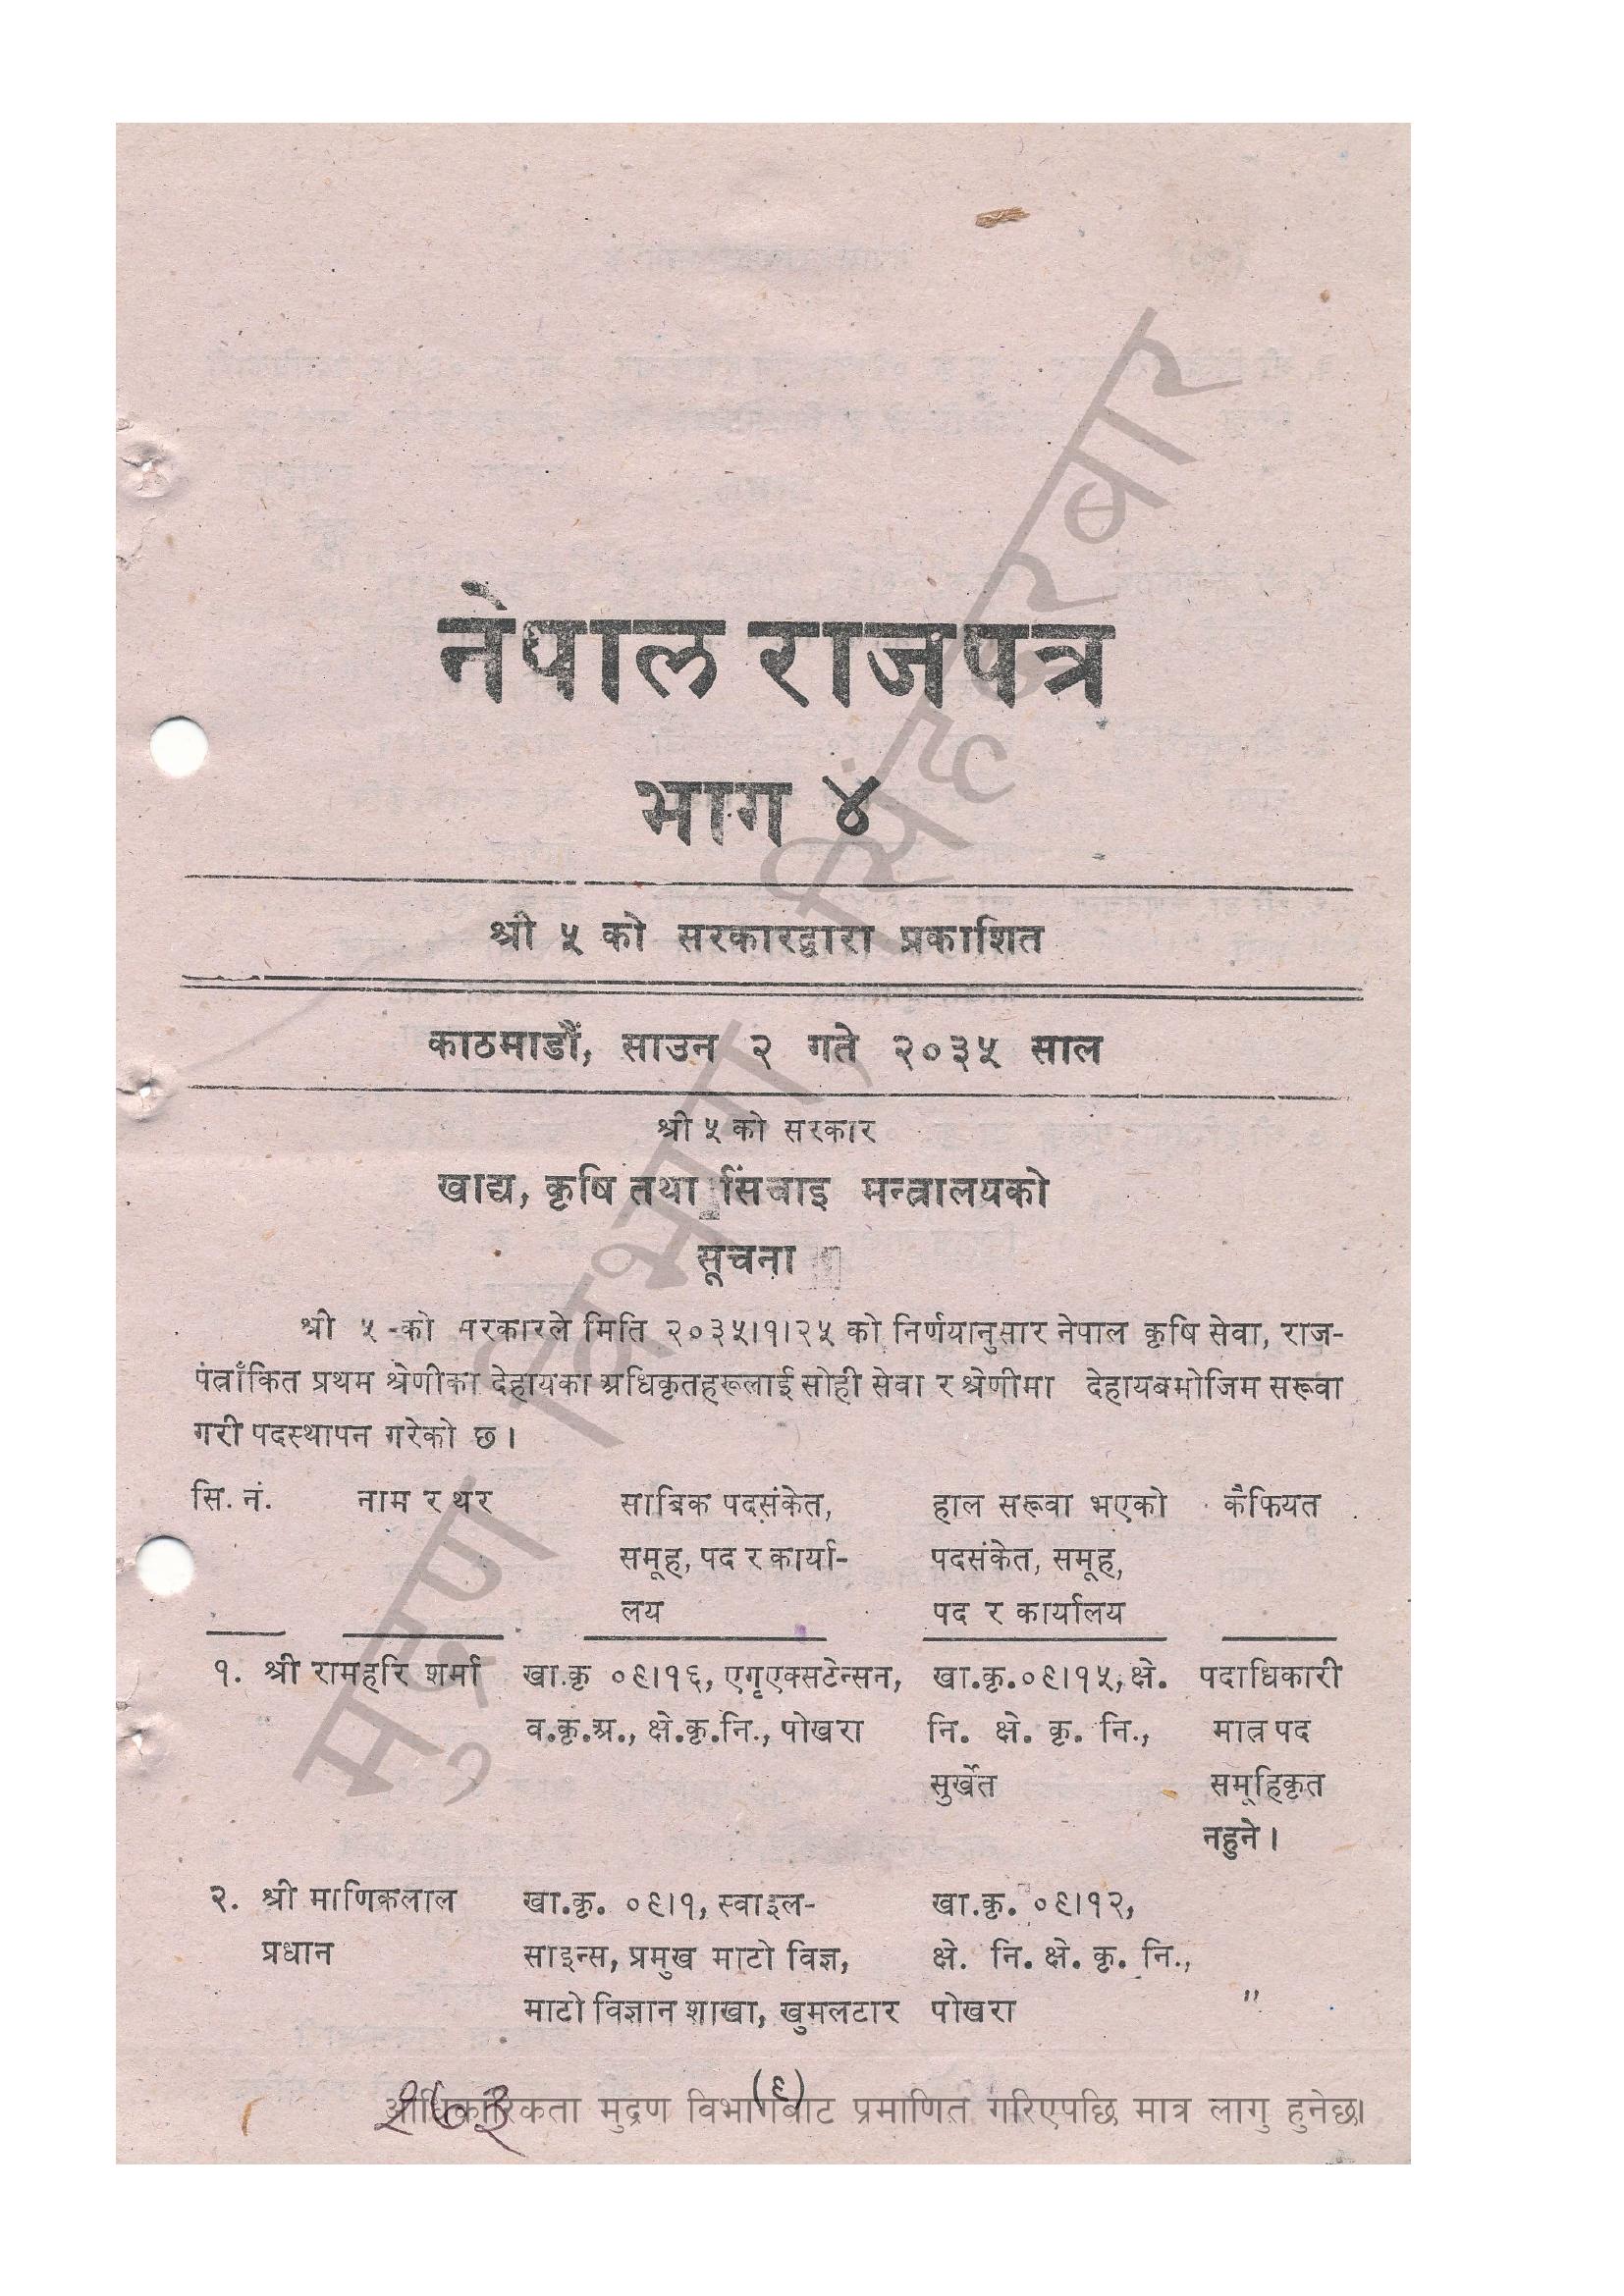 नेपाल राजपत्र
भाग ४
श्री ५ को सरकारद्वारा प्रकाशित
काठमाडौं, साउन २ गते २०३५ साल
श्री ५ को सरकार
खाद्य, कृषि तथा सिंचाइ मन्त्रालयको
सूचना
श्री ५ को सरकारले मिति २०३५।१।२५ को निर्णयानुसार नेपाल कृषि सेवा, राज-
पत्राँकित प्रथम श्रेणीका देहायका अधिकृतहरूलाई सोही सेवा र श्रेणीमा देहायबमोजिम सरूवा
गरी पदस्थापन गरेको छ।
सि. नं. नाम र थर साबिक पदसंकेत, हाल सरूवा भएको कैफियत
समूह, पद र कार्या- पदसंकेत, समूह,
लय पद र कार्यालय
१. श्री रामहरि शर्मा खा.कृ ०९।१६, एगृएक्सटेन्सन, खा.कृ.०९।१५, क्षे. पदाधिकारी
व.कृ.अ., क्षे.कृ.नि., पोखरा नि. क्षे. कृ. नि., मात्र पद
सुर्खेत समूहिकृत
नहुने।
२. श्री माणिकलाल खा.कृ. ०९।१, स्वाइल- खा.कृ. ०९।१२,
प्रधान साइन्स, प्रमुख माटो विज्ञ, क्षे. नि. क्षे. कृ. नि.,
माटो विज्ञान शाखा, खुमलटार पोखरा "
(९)
आधिकारिकता मुद्रण विभागबाट प्रमाणित गरिएपछि मात्र लागु हुनेछ।
१७३
मुद्रण विभाग, सिंहदरबार